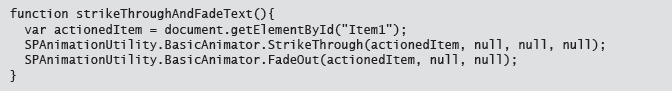 function strikeThroughAndFadeText(){
  var actionedItem = document.getElementById("Item1");
  SPAnimationUtility.BasicAnimator.StrikeThrough(actionedItem, null, null, null);
  SPAnimationUtility.BasicAnimator.FadeOut(actionedItem, null, null);
}